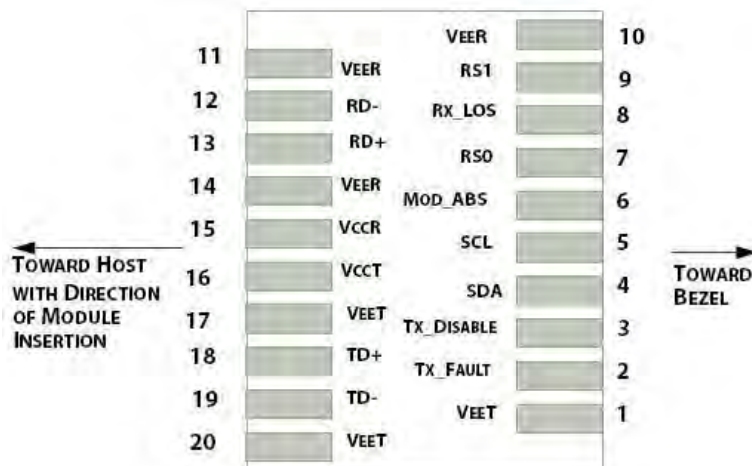 11 VEER
12 RD-
13 RD+
14 VEER
15 VCCR
16 VCCT
17 VEET
18 TD+
19 TD-
20 VEET
VEER 10
RS1 9
RX_LOS 8
RS0 7
MOD_ABS 6
SCL 5
SDA 4
TX_DISABLE 3
TX_FAULT 2
VEET 1
TOWARD HOST
WITH DIRECTION
OF MODULE
INSERTION
TOWARD
BEZEL